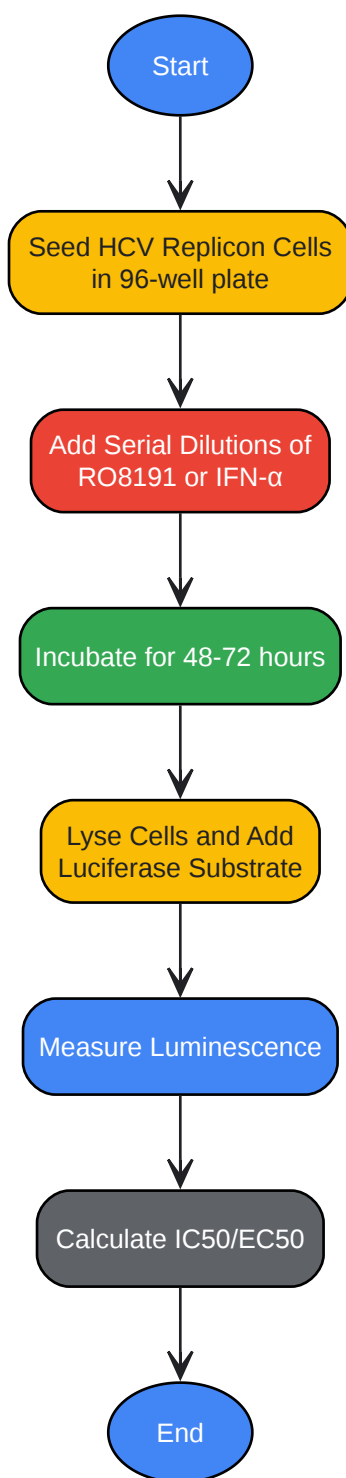 Start
Seed HCV Replicon Cells
in 96-well plate
Add Serial Dilutions of
RO8191 or IFN-α
Incubate for 48-72 hours
Lyse Cells and Add
Luciferase Substrate
Measure Luminescence
Calculate IC50/EC50
End